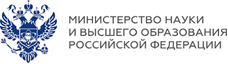 МИНИСТЕРСТВО НАУКИ
И ВЫСШЕГО ОБРАЗОВАНИЯ
РОССИЙСКОЙ ФЕДЕРАЦИИ